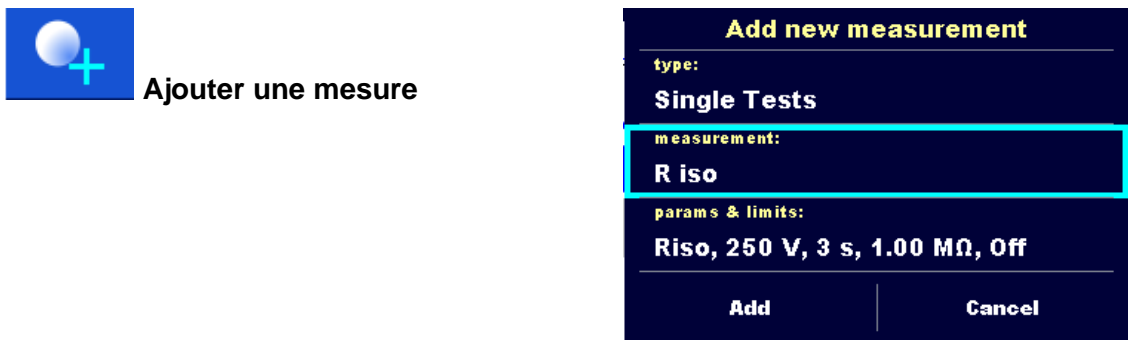 Ajouter une mesure
Add new measurement
type:
Single Tests
measurement:
R iso
params & limits:
Riso, 250 V, 3 s, 1.00 MΩ, Off
Add
Cancel